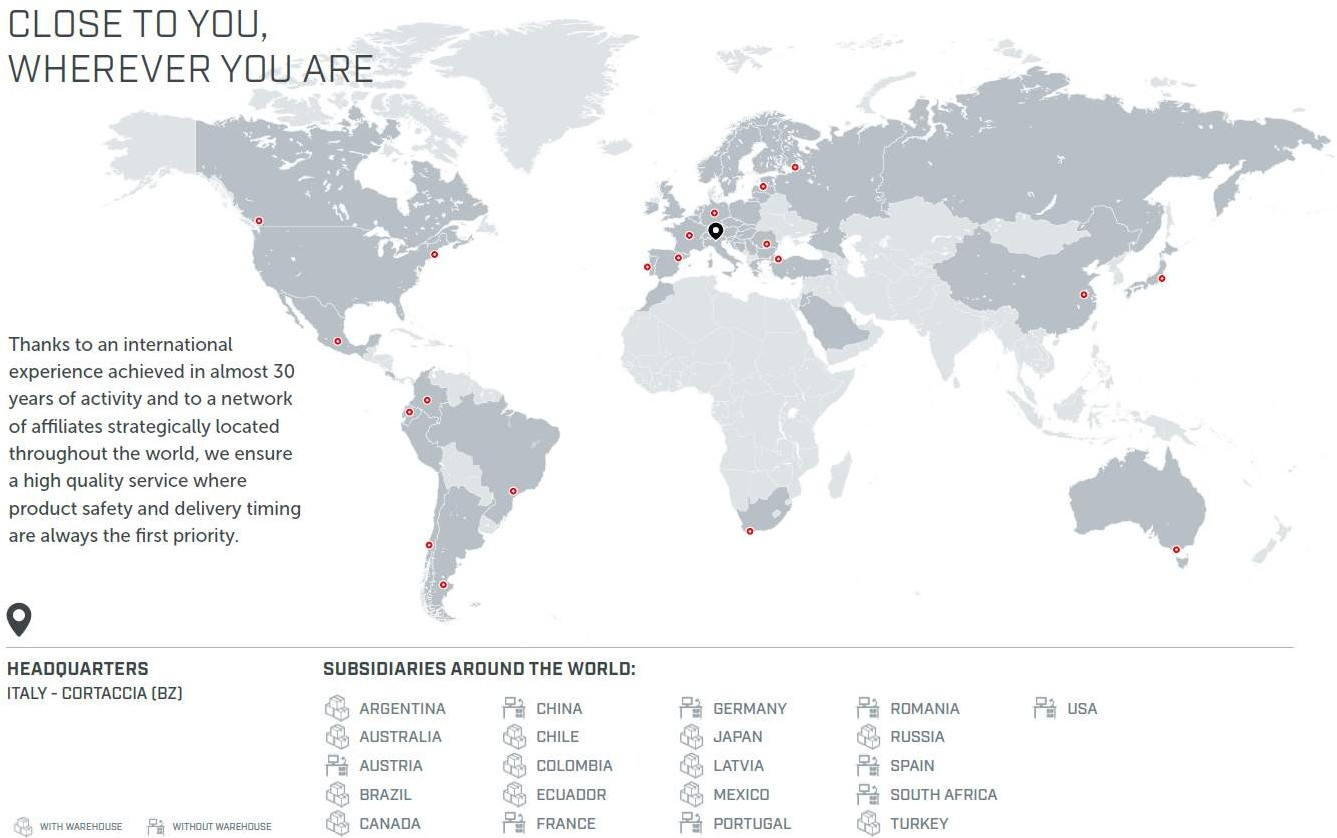 CLOSE TO YOU,
WHEREVER YOU ARE
Thanks to an international
experience achieved in almost 30
years of activity and to a network
of affiliates strategically located
throughout the world, we ensure
a high quality service where
product safety and delivery timing
are always the first priority.
HEADQUARTERS
ITALY - CORTACCIA (BZ)
WITH WAREHOUSE
WITHOUT WAREHOUSE
SUBSIDIARIES AROUND THE WORLD:
ARGENTINA
AUSTRALIA
AUSTRIA
BRAZIL
CANADA
CHINA
CHILE
COLOMBIA
ECUADOR
FRANCE
GERMANY
JAPAN
LATVIA
MEXICO
PORTUGAL
ROMANIA
RUSSIA
SPAIN
SOUTH AFRICA
TURKEY
USA